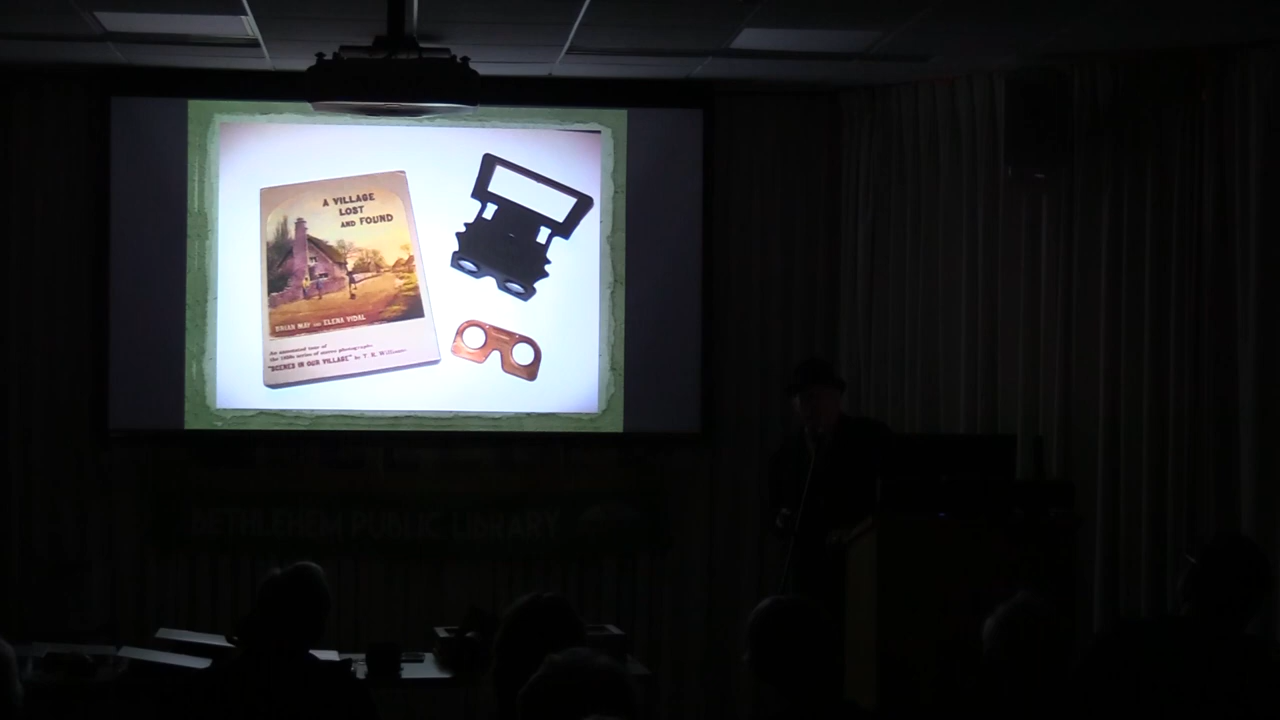 A VILLAGE
LOST
AND FOUND
BRIAN MAY AND ELENA VIDAL
An annotated tour of
the 1850s series of stereo photographs
"SCENES IN OUR VILLAGE" by T. R. Williams
BETHLEHEM PUBLIC LIBRARY